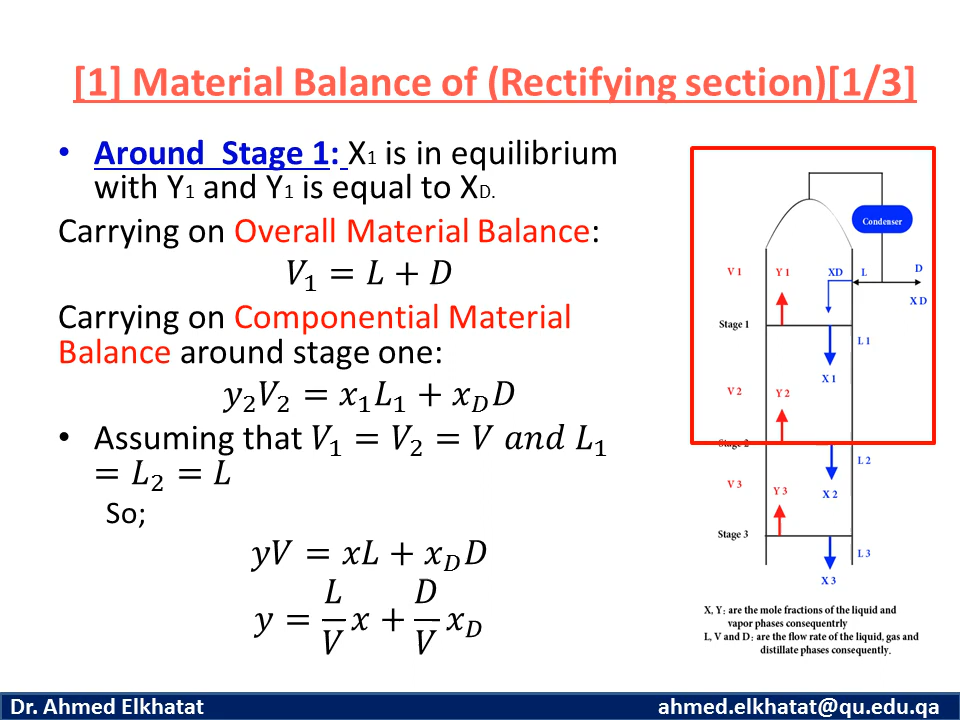 [1] Material Balance of (Rectifying section)[1/3]
• Around  Stage 1: X₁ is in equilibrium
with Y₁ and Y₁ is equal to X_D.
Carrying on Overall Material Balance:
𝑉₁ = 𝐿 + 𝐷
Carrying on Componential Material
Balance around stage one:
𝑦₂𝑉₂ = 𝑥₁𝐿₁ + 𝑥_𝐷𝐷
• Assuming that 𝑉₁ = 𝑉₂ = 𝑉 𝑎𝑛𝑑 𝐿₁
= 𝐿₂ = 𝐿
So;
𝑦𝑉 = 𝑥𝐿 + 𝑥_𝐷𝐷
𝑦 = 𝐿/𝑉 𝑥 + 𝐷/𝑉 𝑥_𝐷
Condenser
V 1 Y 1 XD L D
X D
Stage 1
L 1
X 1
V 2 Y 2
Stage 2
L 2
V 3 Y 3 X 2
Stage 3
L 3
X 3
X, Y: are the mole fractions of the liquid and
vapor phases consequentrly
L, V and D: are the flow rate of the liquid, gas and
distillate phases consequently.
Dr. Ahmed Elkhatat ahmed.elkhatat@qu.edu.qa